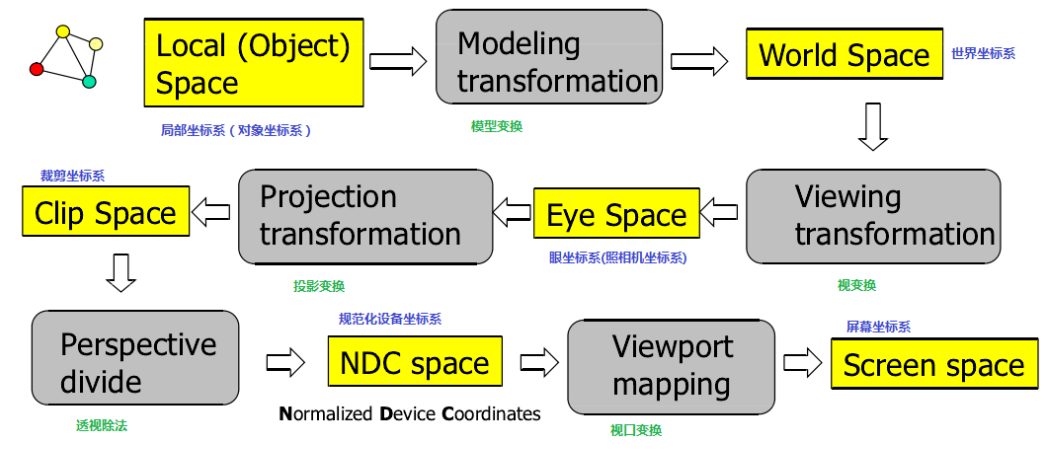 Local (Object)
Space
局部坐标系（对象坐标系）
Modeling
transformation
模型变换
World Space
世界坐标系
裁剪坐标系
Clip Space
Projection
transformation
投影变换
Eye Space
眼坐标系(照相机坐标系)
Viewing
transformation
视变换
Perspective
divide
透视除法
规范化设备坐标系
NDC space
Normalized Device Coordinates
Viewport
mapping
视口变换
屏幕坐标系
Screen space